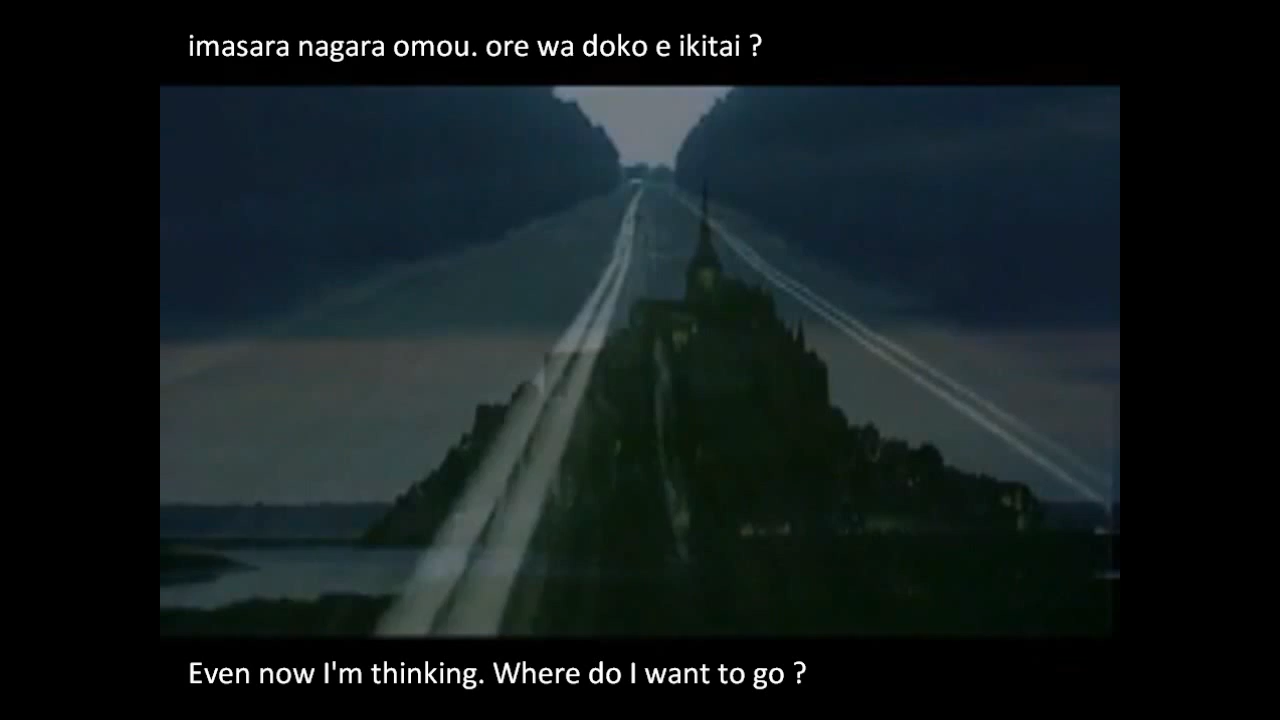 imasara nagara omou. ore wa doko e ikitai ?
Even now I'm thinking. Where do I want to go ?